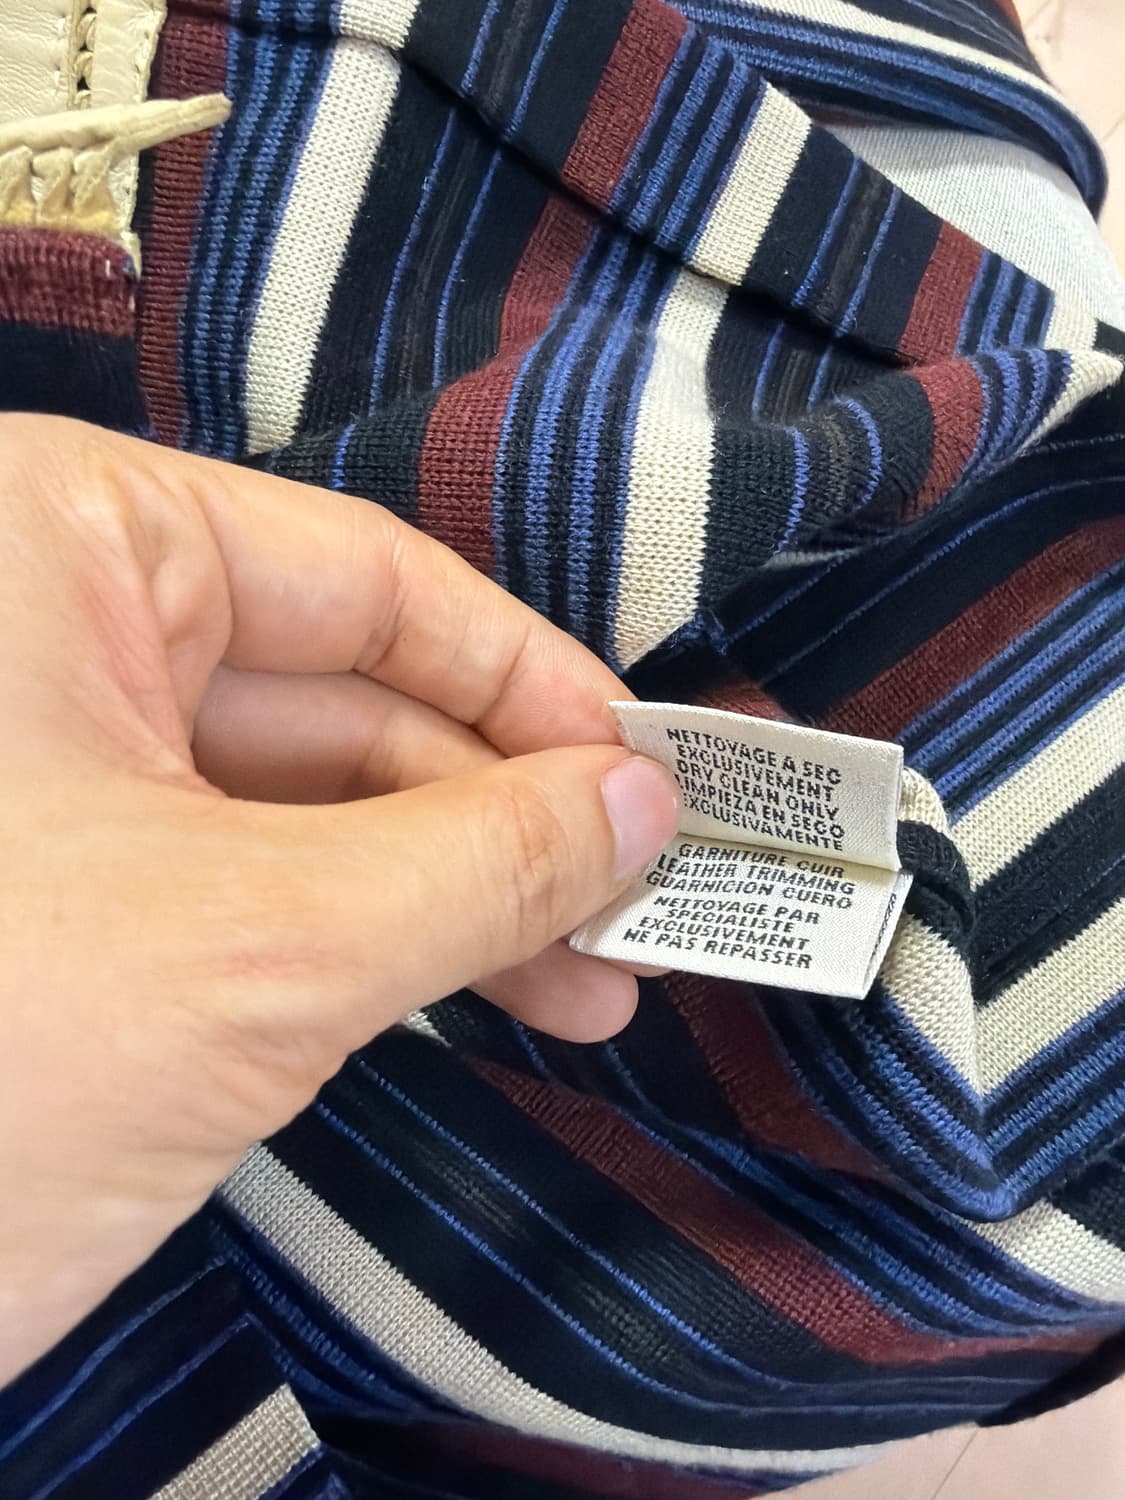 NETTOYAGE A SEC
EXCLUSIVEMENT
DRY CLEAN ONLY
LIMPIEZA EN SECO
EXCLUSIVAMENTE
GARNITURE CUIR
LEATHER TRIMMING
GUARNICION CUERO
NETTOYAGE PAR
SPECIALISTE
EXCLUSIVEMENT
NE PAS REPASSER